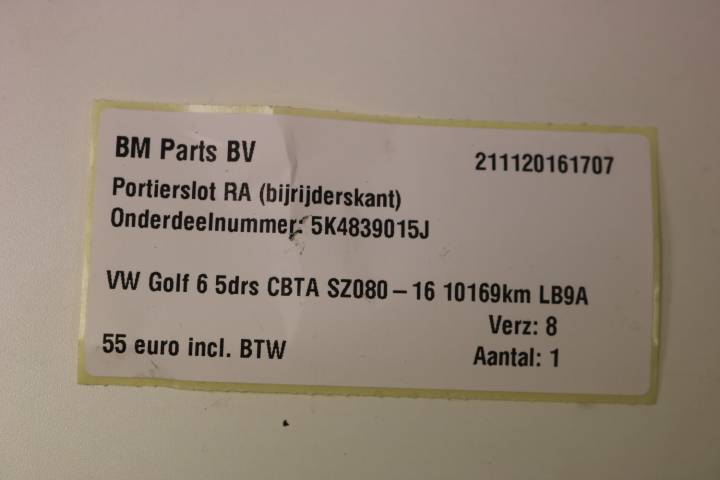 BM Parts BV 211120161707
Portierslot RA (bijrijderskant)
Onderdeelnummer: 5K4839015J
VW Golf 6 5drs CBTA SZ080 – 16 10169km LB9A
Verz: 8
55 euro incl. BTW Aantal: 1